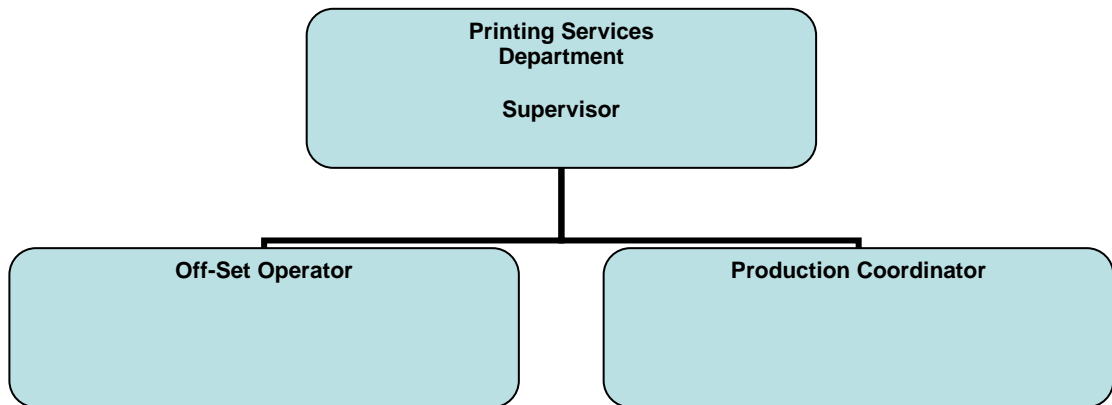 Printing Services
Department
Supervisor
Off-Set Operator
Production Coordinator